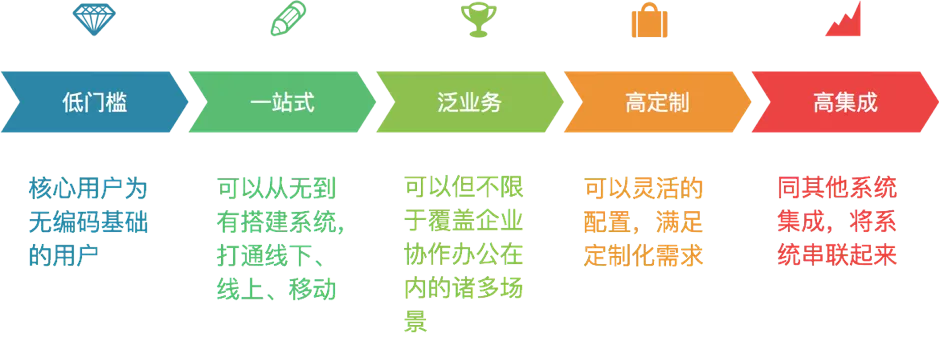 低门槛
一站式
泛业务
高定制
高集成
核心用户为
无编码基础
的用户
可以从无到
有搭建系统，
打通线下、
线上、移动
可以但不限
于覆盖企业
协作办公在
内的诸多场
景
可以灵活的
配置，满足
定制化需求
同其他系统
集成，将系
统串联起来